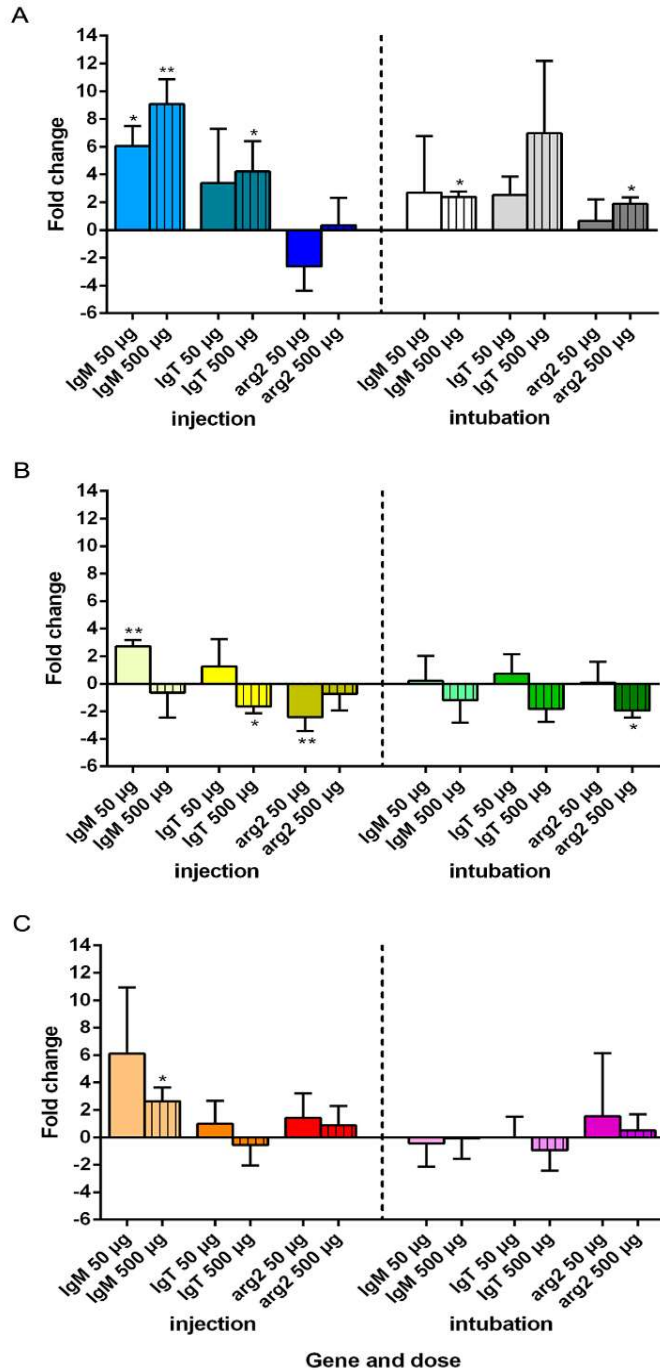 A
Fold change
14
12
10
8
6
4
2
0
-2
-4
-6
* ** * * *
IgM 50 µg
IgM 500 µg
IgT 50 µg
IgT 500 µg
arg2 50 µg
arg2 500 µg
injection
IgM 50 µg
IgM 500 µg
IgT 50 µg
IgT 500 µg
arg2 50 µg
arg2 500 µg
intubation
B
Fold change
14
12
10
8
6
4
2
0
-2
-4
-6
** * ** *
IgM 50 µg
IgM 500 µg
IgT 50 µg
IgT 500 µg
arg2 50 µg
arg2 500 µg
injection
IgM 50 µg
IgM 500 µg
IgT 50 µg
IgT 500 µg
arg2 50 µg
arg2 500 µg
intubation
C
Fold change
14
12
10
8
6
4
2
0
-2
-4
-6
*
IgM 50 µg
IgM 500 µg
IgT 50 µg
IgT 500 µg
arg2 50 µg
arg2 500 µg
injection
IgM 50 µg
IgM 500 µg
IgT 50 µg
IgT 500 µg
arg2 50 µg
arg2 500 µg
intubation
Gene and dose